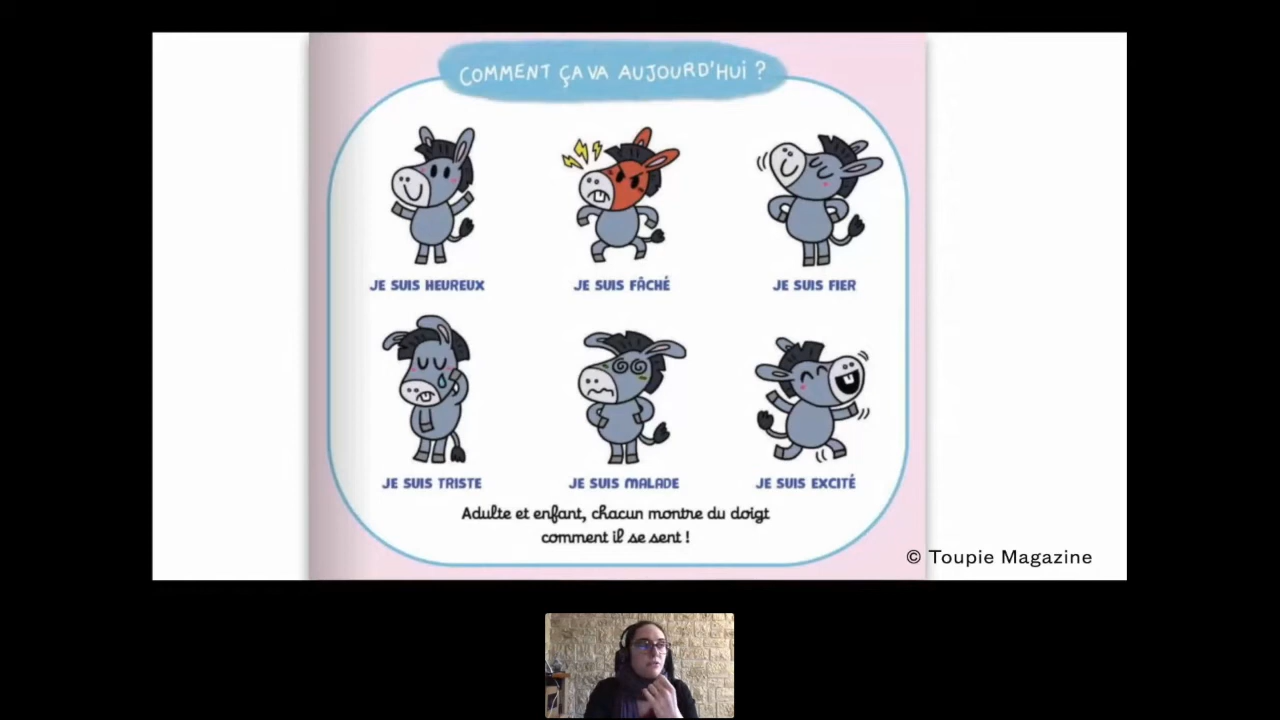 COMMENT ÇA VA AUJOURD'HUI ?
JE SUIS HEUREUX
JE SUIS FÂCHÉ
JE SUIS FIER
JE SUIS TRISTE
JE SUIS MALADE
JE SUIS EXCITÉ
Adulte et enfant, chacun montre du doigt
comment il se sent !
© Toupie Magazine